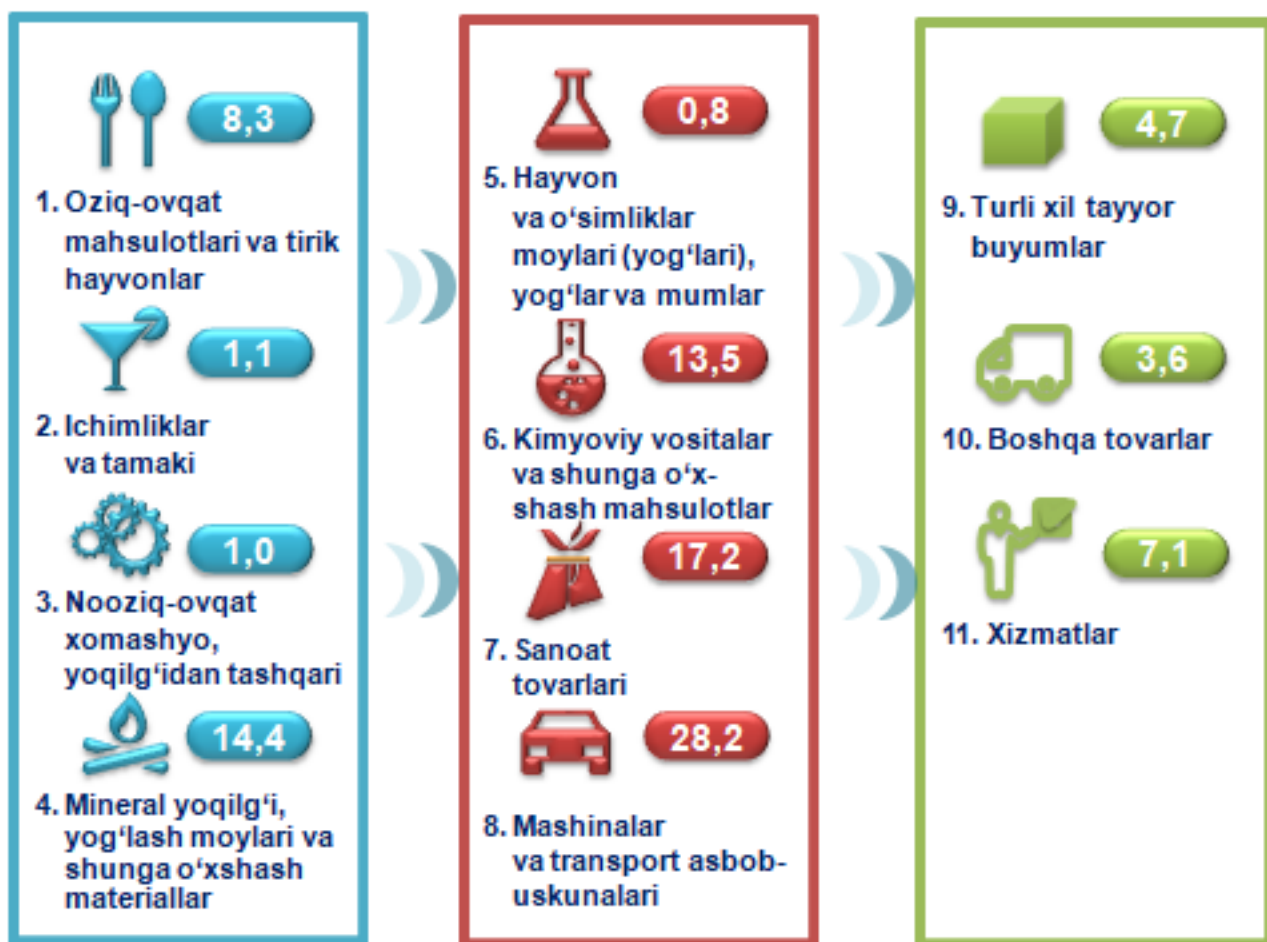 8,3
1. Oziq-ovqat
mahsulotlari va tirik
hayvonlar
1,1
2. Ichimliklar
va tamaki
1,0
3. Nooziq-ovqat
xomashyo,
yoqilg‘idan tashqari
14,4
4. Mineral yoqilg‘i,
yog‘lash moylari va
shunga o‘xshash
materiallar
0,8
5. Hayvon
va o‘simliklar
moylari (yog‘lari),
yog‘lar va mumlar
13,5
6. Kimyoviy vositalar
va shunga o‘x-
shash mahsulotlar
17,2
7. Sanoat
tovarlari
28,2
8. Mashinalar
va transport asbob-
uskunalari
4,7
9. Turli xil tayyor
buyumlar
3,6
10. Boshqa tovarlar
7,1
11. Xizmatlar